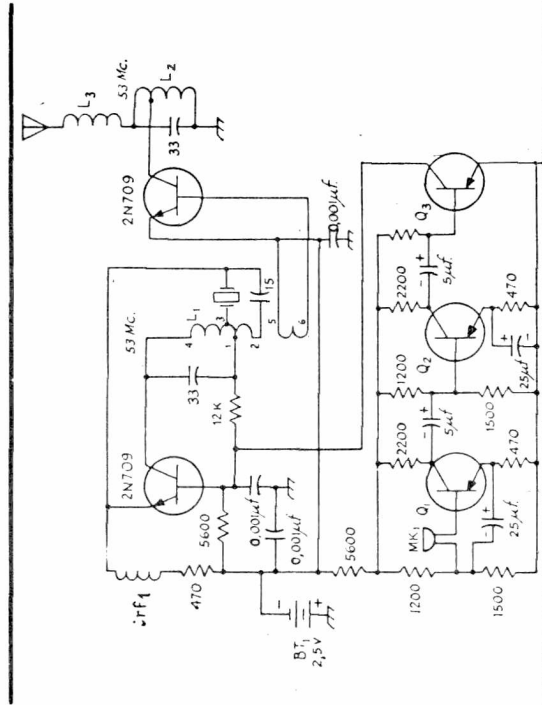 53 Mc.
L3
L2
33
2N709
0,001µf.
53 Mc.
L1
4
3
1
2
15
5
6
33
12K
2N709
5600
0,001µf
0,001µf
470
BT1
2,5V
5600
Q3
2200
5µf
470
Q2
25µf
1200
2200
5µf
1500
470
Q1
MK1
25µf.
1200
1500